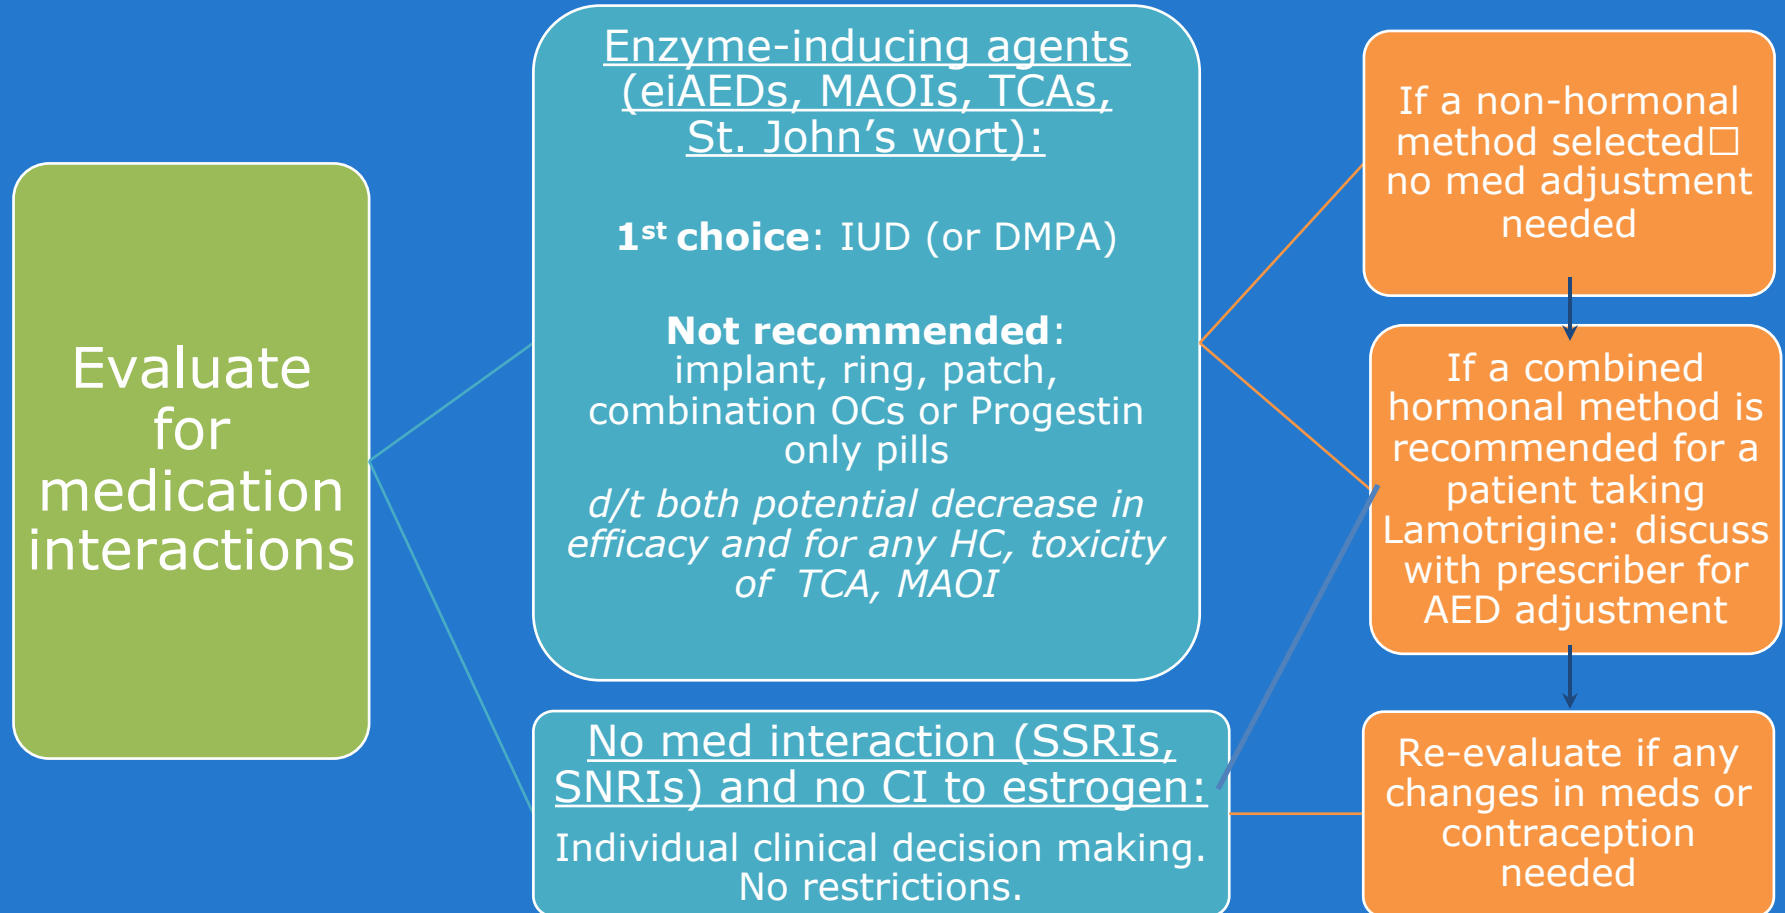 Evaluate
for
medication
interactions
Enzyme-inducing agents
(eiAEDs, MAOIs, TCAs,
St. John’s wort):
1st choice: IUD (or DMPA)
Not recommended:
implant, ring, patch,
combination OCs or Progestin
only pills
d/t both potential decrease in
efficacy and for any HC, toxicity
of TCA, MAOI
No med interaction (SSRIs,
SNRIs) and no CI to estrogen:
Individual clinical decision making.
No restrictions.
If a non-hormonal
method selected□
no med adjustment
needed
If a combined
hormonal method is
recommended for a
patient taking
Lamotrigine: discuss
with prescriber for
AED adjustment
Re-evaluate if any
changes in meds or
contraception
needed